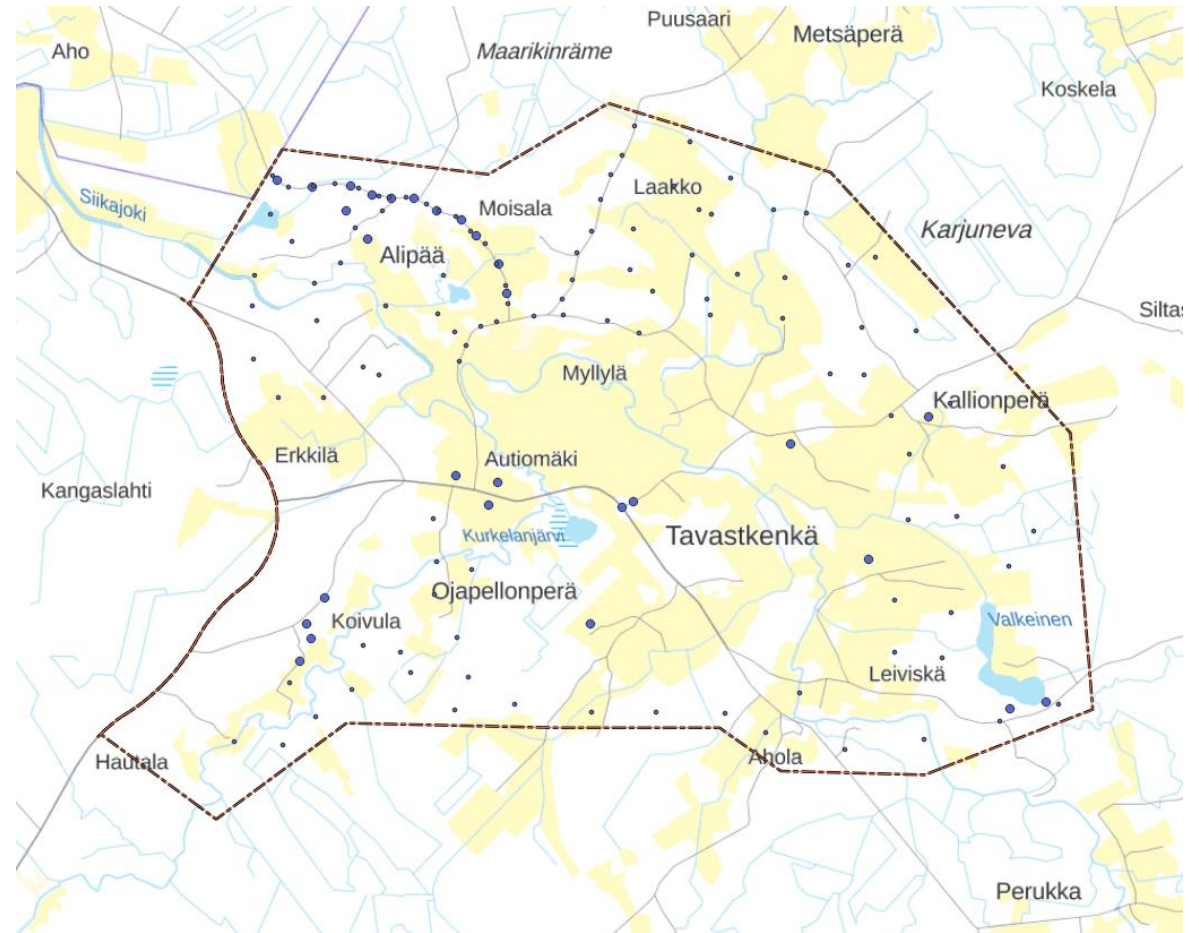 Puusaari
Metsäperä
Aho
Maarikinräme
Koskela
Laakko
Siikajoki
Moisala
Karjuneva
Alipää
Siltas
Myllylä
Kallionperä
Erkkilä
Autiomäki
Kangaslahti
Kurkelanjärvi
Tavastkenkä
Ojapellonperä
Koivula
Valkeinen
Leiviskä
Hautala
Ahola
Perukka